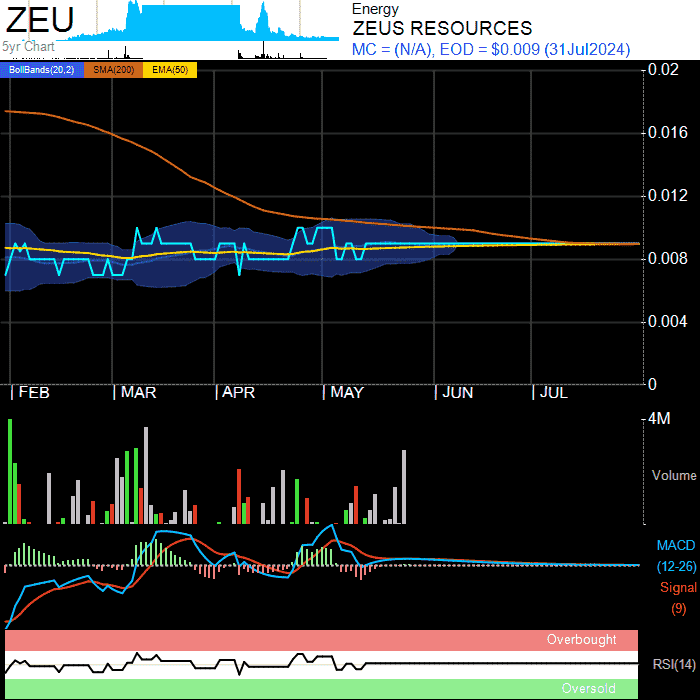 ZEU
Energy
ZEUS RESOURCES
5yr Chart
MC = (N/A), EOD = $0.009 (31Jul2024)
BollBands(20,2) SMA(200) EMA(50)
0.02
0.016
0.012
0.008
0.004
0
FEB MAR APR MAY JUN JUL
4M
Volume
MACD
(12-26)
Signal
(9)
Overbought
RSI(14)
Oversold